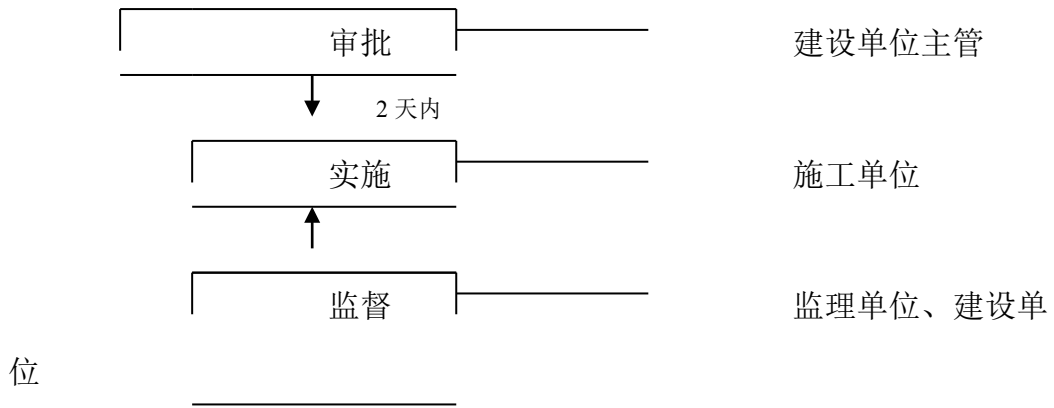 审批 建设单位主管
2 天内
实施 施工单位
监督 监理单位、建设单
位